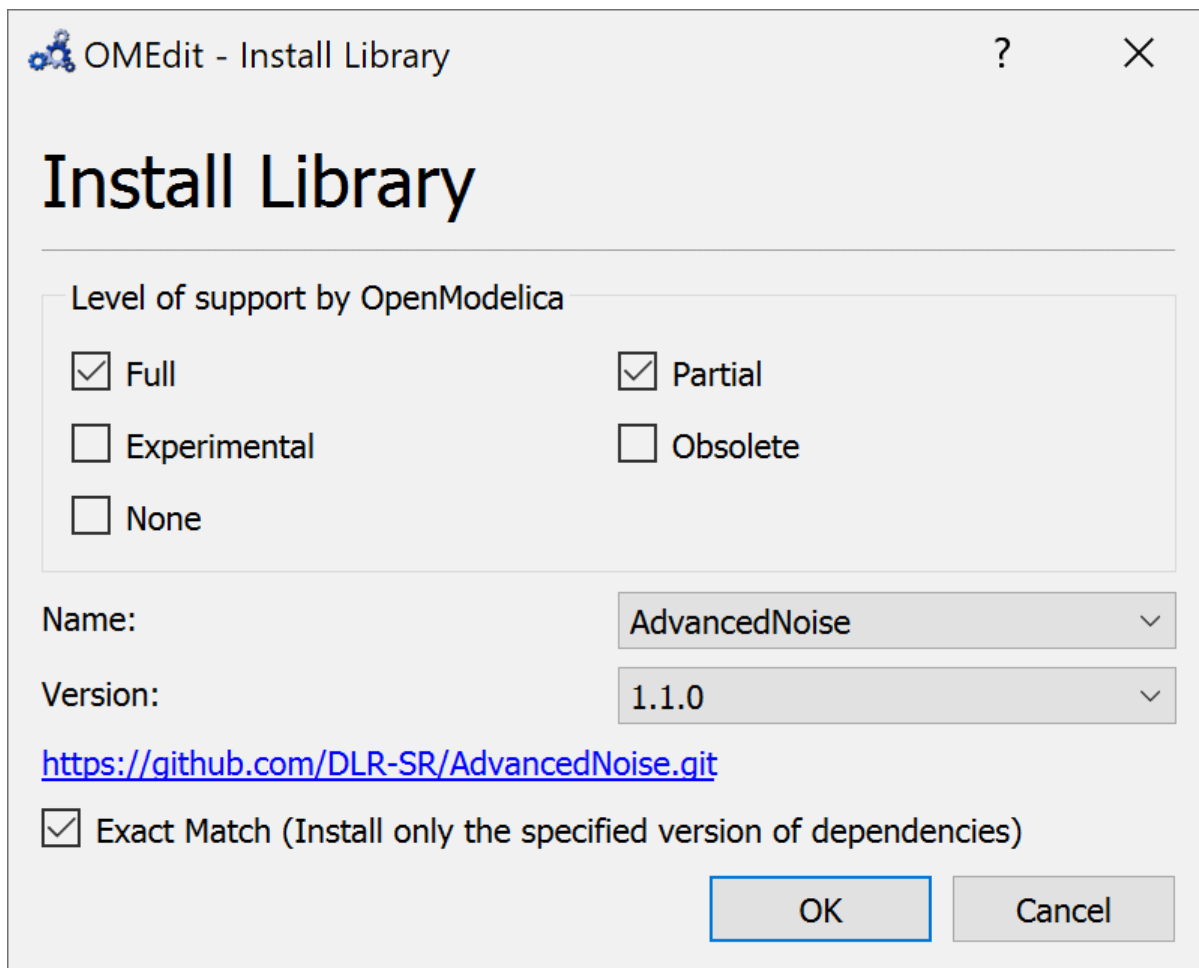 OMEdit - Install Library ?
Install Library
Level of support by OpenModelica
Full Partial
Experimental Obsolete
None
Name: AdvancedNoise
Version: 1.1.0
https://github.com/DLR-SR/AdvancedNoise.git
Exact Match (Install only the specified version of dependencies)
OK Cancel